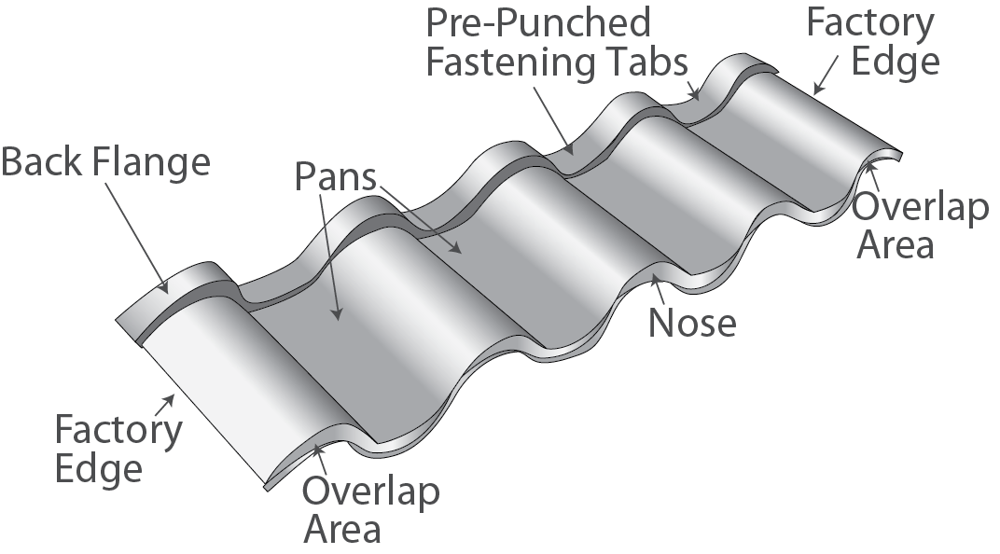 Pre-Punched
Fastening Tabs
Factory
Edge
Back Flange
Pans
Overlap
Area
Nose
Factory
Edge
Overlap
Area